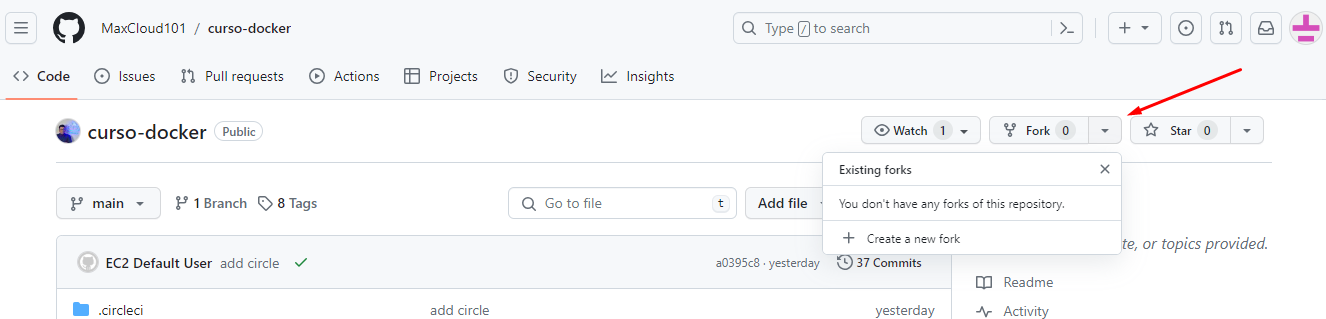 MaxCloud101 / curso-docker
Type / to search
Code Issues Pull requests Actions Projects Security Insights
curso-docker Public
Watch 1 Fork 0 Star 0
Existing forks
You don't have any forks of this repository.
Create a new fork
main 1 Branch 8 Tags Go to file t Add file
te, or topics provided.
EC2 Default User add circle a0395c8 · yesterday 37 Commits
Readme
.circleci add circle yesterday
Activity